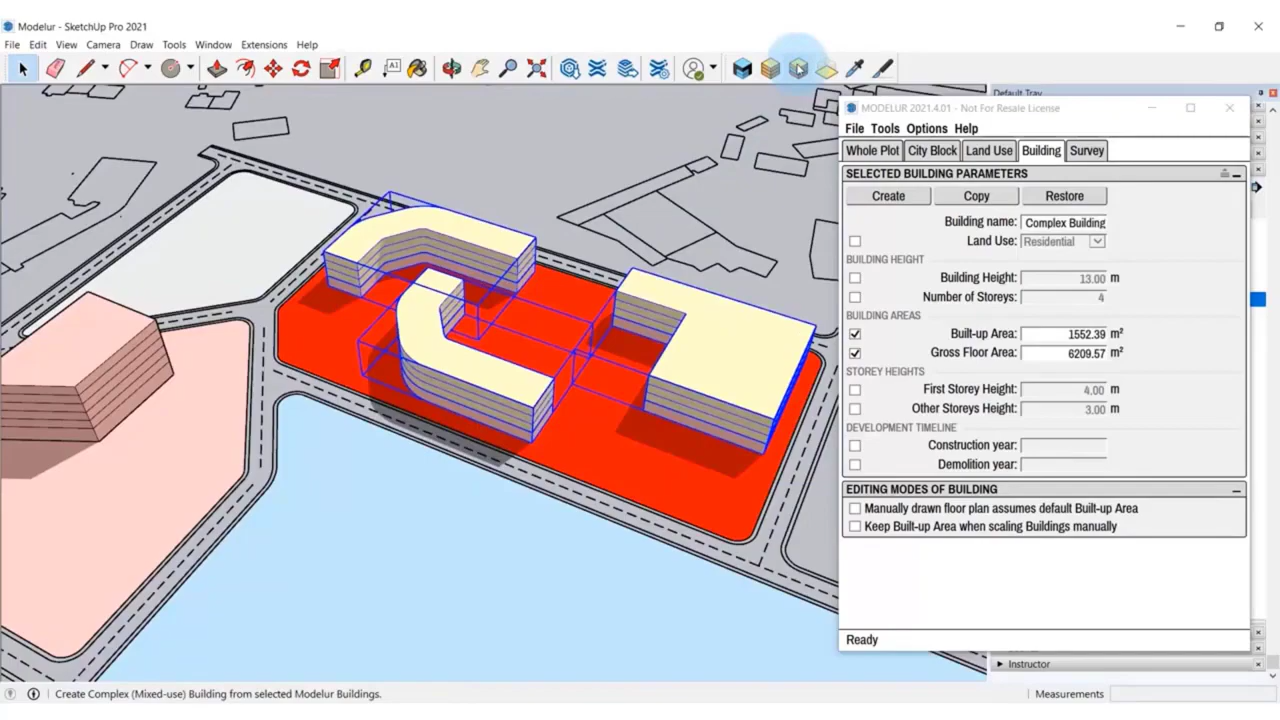 Modelur - SketchUp Pro 2021
File Edit View Camera Draw Tools Window Extensions Help
A1
Default Tray
MODELUR 2021.4.01 - Not For Resale License
File Tools Options Help
Whole Plot City Block Land Use Building Survey
SELECTED BUILDING PARAMETERS
Create Copy Restore
Building name: Complex Building
Land Use: Residential
BUILDING HEIGHT
Building Height: 13.00 m
Number of Storeys: 4
BUILDING AREAS
Built-up Area: 1552.39 m²
Gross Floor Area: 6209.57 m²
STOREY HEIGHTS
First Storey Height: 4.00 m
Other Storeys Height: 3.00 m
DEVELOPMENT TIMELINE
Construction year:
Demolition year:
EDITING MODES OF BUILDING
Manually drawn floor plan assumes default Built-up Area
Keep Built-up Area when scaling Buildings manually
Ready
Instructor
Create Complex (Mixed-use) Building from selected Modelur Buildings.
Measurements